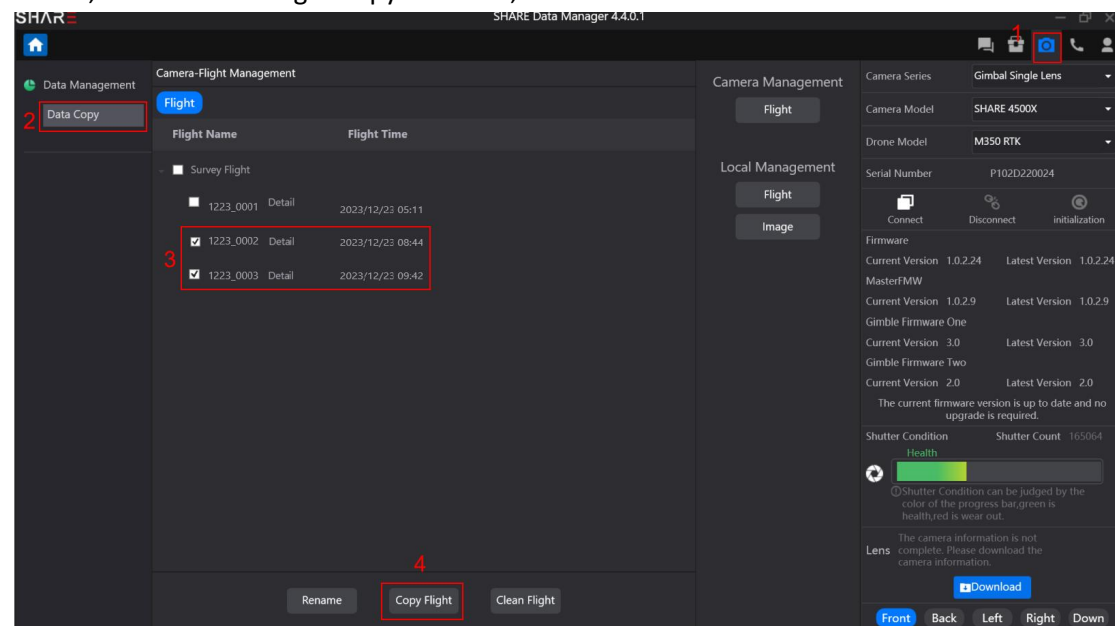 SHARE
SHARE Data Manager 4.4.0.1
1
Data Management
2
Data Copy
Camera-Flight Management
Flight
Flight Name Flight Time
Survey Flight
1223_0001 Detail 2023/12/23 05:11
1223_0002 Detail 2023/12/23 08:44
3
1223_0003 Detail 2023/12/23 09:42
4
Rename Copy Flight Clean Flight
Camera Management
Flight
Local Management
Flight
Image
Camera Series Gimbal Single Lens
Camera Model SHARE 4500X
Drone Model M350 RTK
Serial Number P102D220024
Connect Disconnect initialization
Firmware
Current Version 1.0.2.24 Latest Version 1.0.2.24
MasterFMW
Current Version 1.0.2.9 Latest Version 1.0.2.9
Gimble Firmware One
Current Version 3.0 Latest Version 3.0
Gimble Firmware Two
Current Version 2.0 Latest Version 2.0
The current firmware version is up to date and no
upgrade is required.
Shutter Condition Shutter Count 165064
Health
Shutter Condition can be judged by the
color of the progress bar,green is
health,red is wear out.
The camera information is not
Lens complete. Please download the
camera information.
Download
Front Back Left Right Down